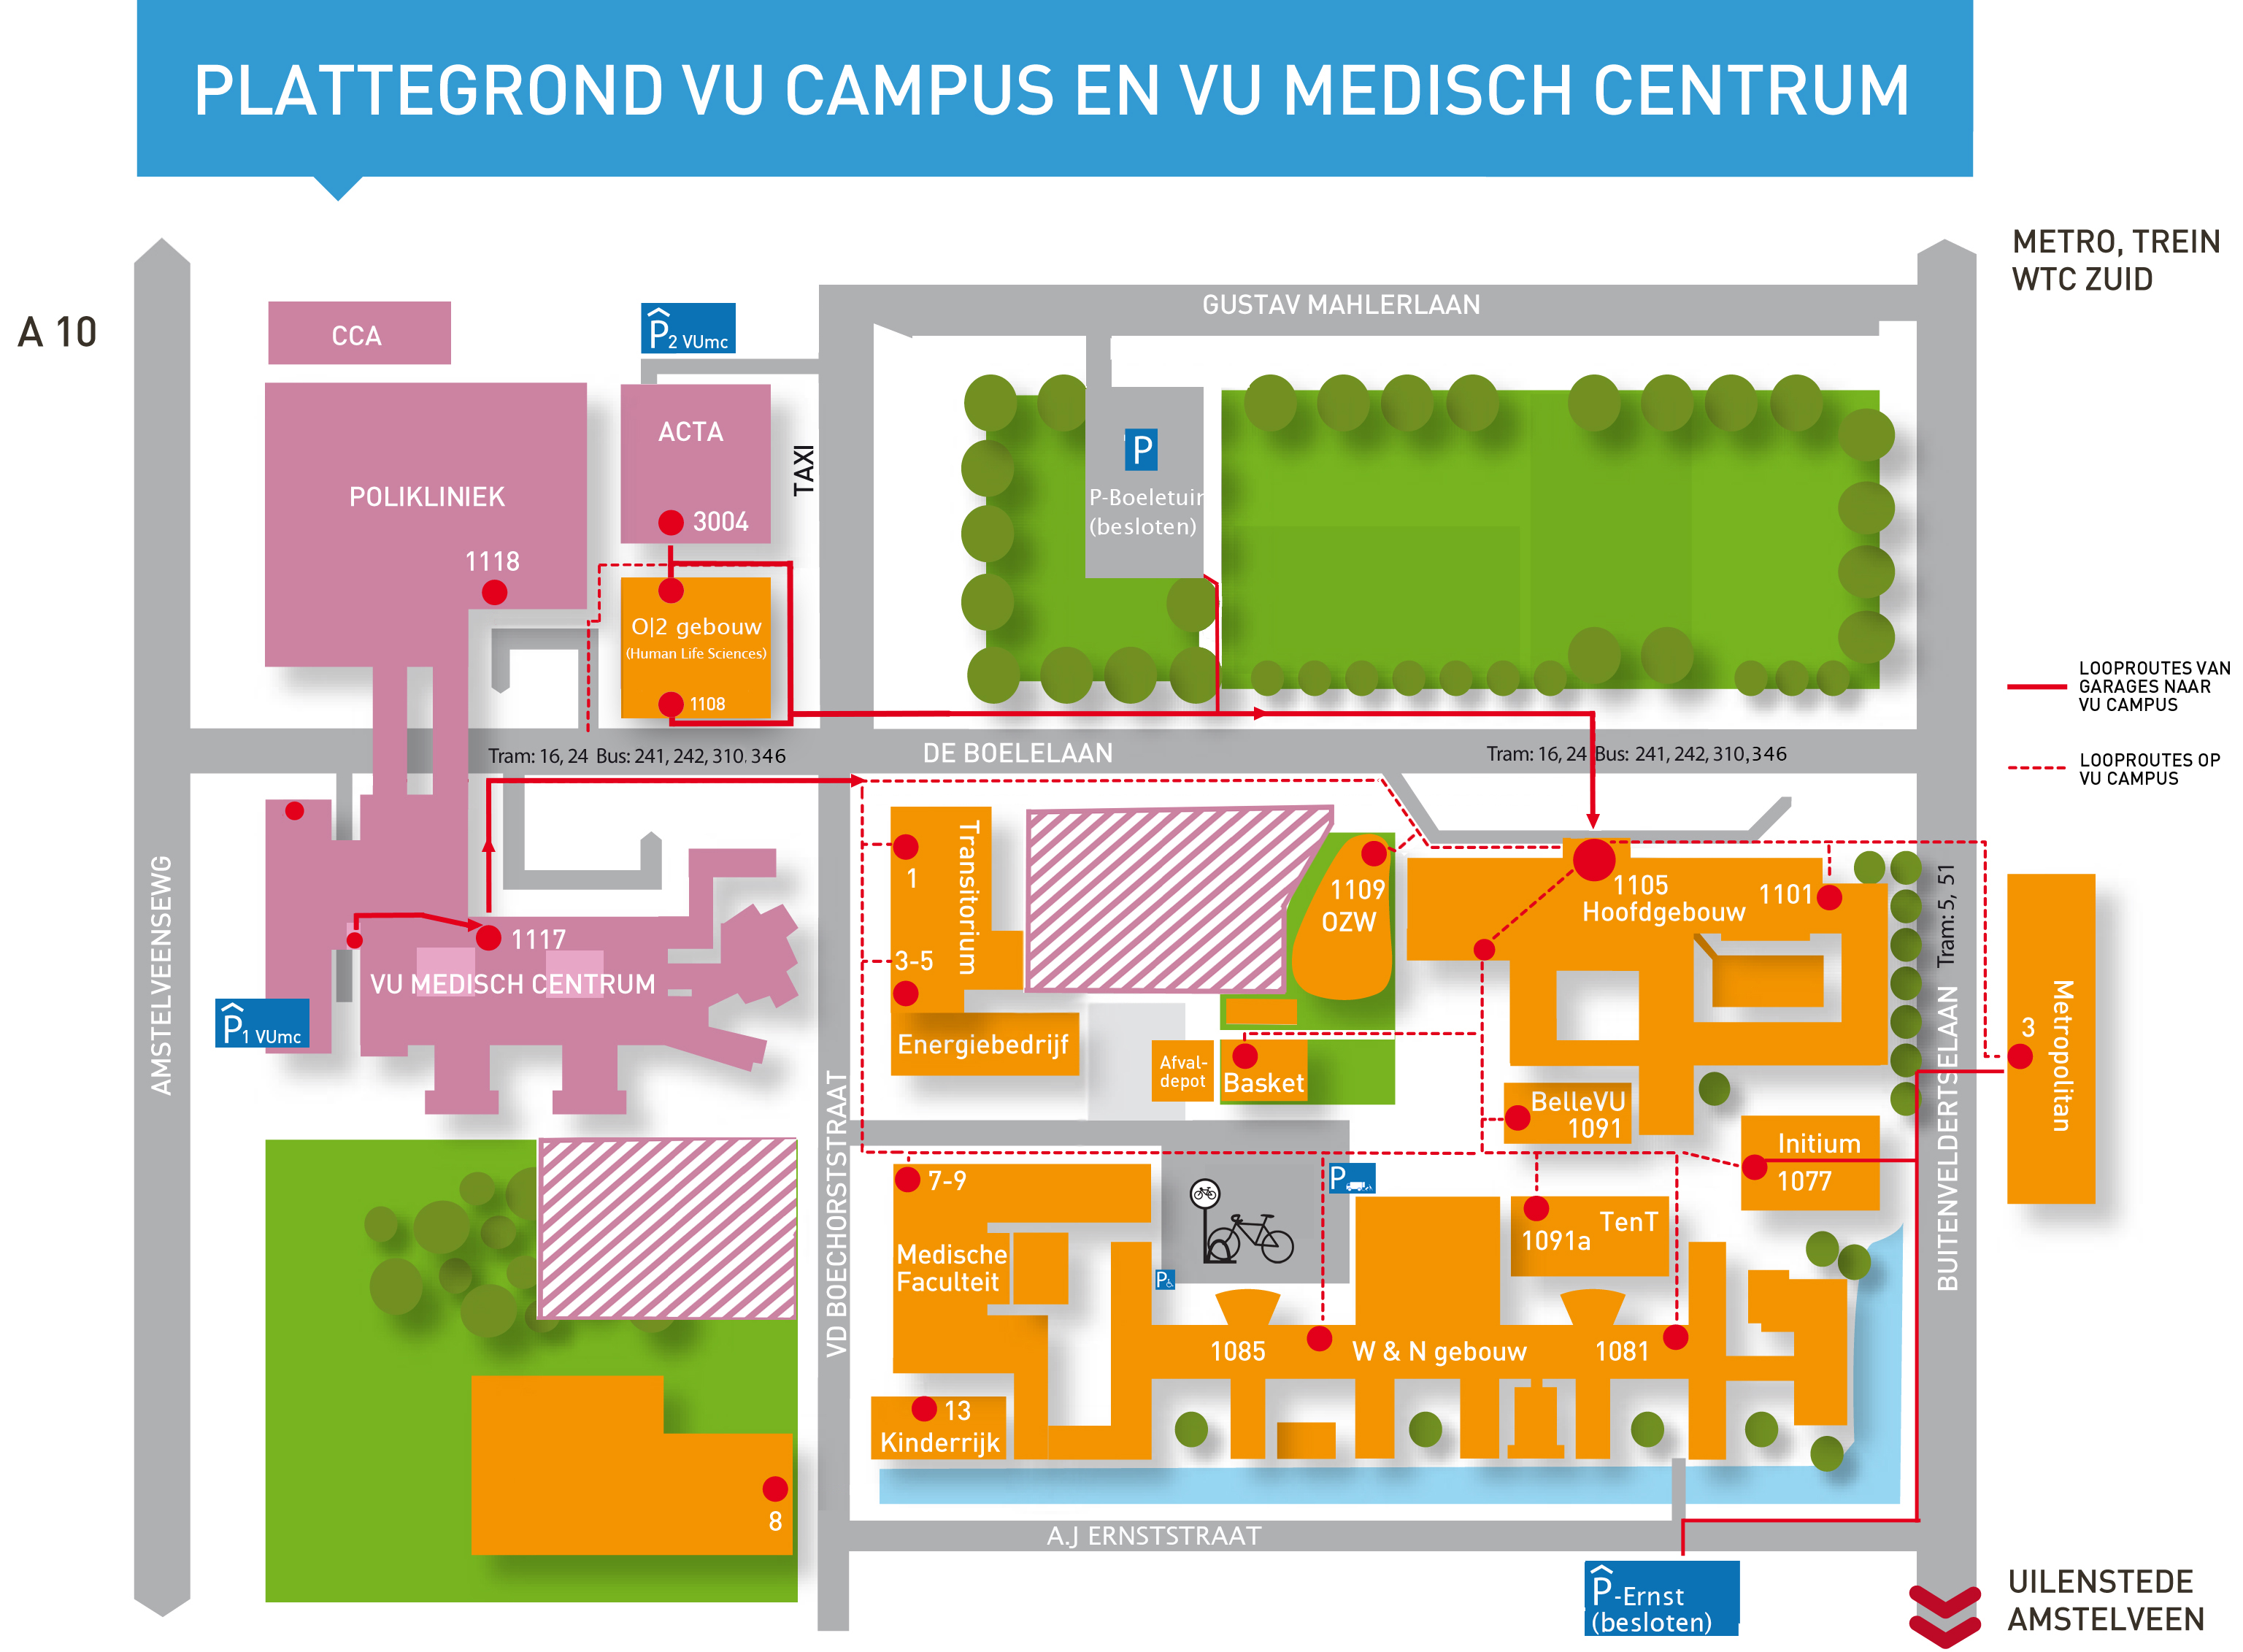 PLATTEGROND VU CAMPUS EN VU MEDISCH CENTRUM
METRO, TREIN
WTC ZUID
A 10
GUSTAV MAHLERLAAN
CCA
P2 VUmc
ACTA
TAXI
P
POLIKLINIEK
P-Boeletuin
(besloten)
3004
1118
O|2 gebouw
(Human Life Sciences)
1108
LOOPROUTES VAN
GARAGES NAAR
VU CAMPUS
LOOPROUTES OP
VU CAMPUS
Tram: 16, 24 Bus: 241, 242, 310, 346
DE BOELELAAN
Tram: 16, 24 Bus: 241, 242, 310, 346
AMSTELVEENSEWG
Transitorium
1
3-5
1109
OZW
1105
Hoofdgebouw
1101
Tram: 5, 51
1117
VU MEDISCH CENTRUM
P1 VUmc
Energiebedrijf
Afval-
depot
Basket
3
Metropolitan
BelleVU
1091
Initium
1077
BUITENVELDERTSELAAN
VD BOECHORSTSTRAAT
7-9
P
Medische
Faculteit
P
TenT
1091a
1085
W & N gebouw
1081
13
Kinderrijk
8
A.J ERNSTSTRAAT
P-Ernst
(besloten)
UILENSTEDE
AMSTELVEEN